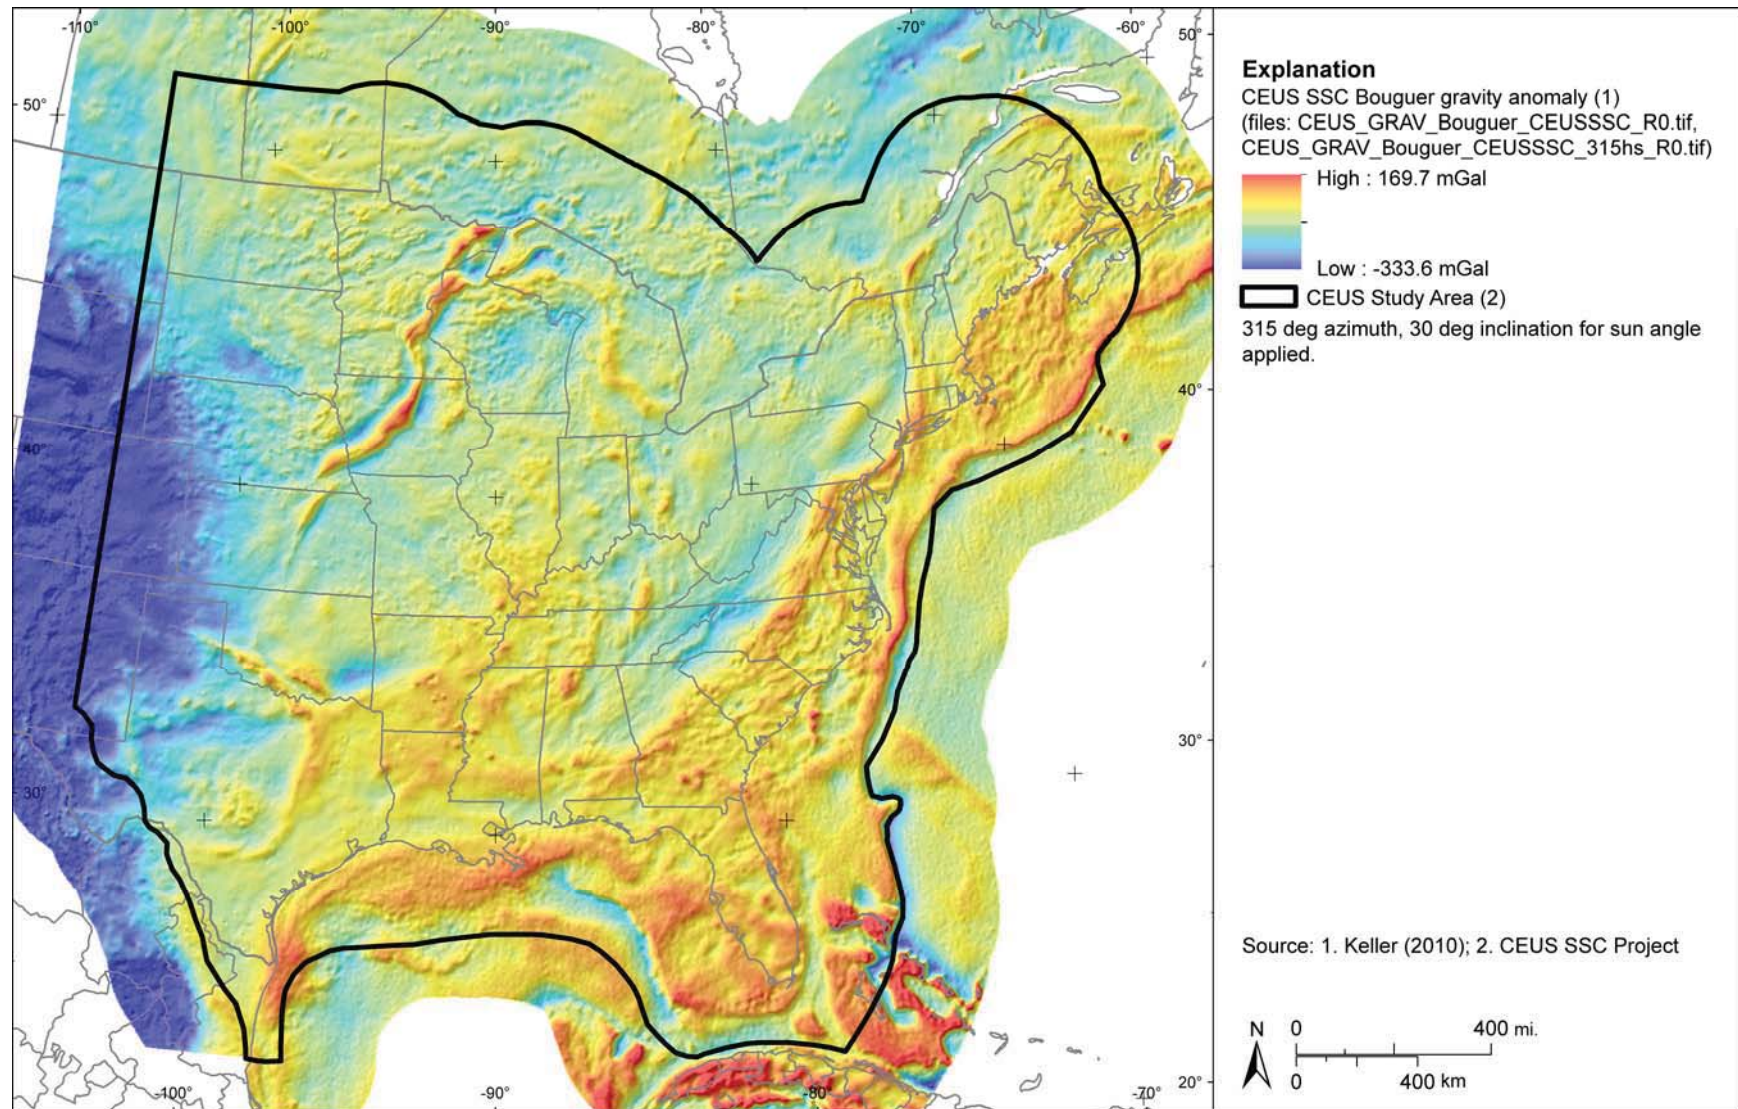 -110° -100° -90° -80° -70° -60°
50°
50°
40°
40°
30°
30°
20°
-100° -90° -80° -70°
Explanation
CEUS SSC Bouguer gravity anomaly (1)
(files: CEUS_GRAV_Bouguer_CEUSSSC_R0.tif,
CEUS_GRAV_Bouguer_CEUSSSC_315hs_R0.tif)
High : 169.7 mGal
Low : -333.6 mGal
CEUS Study Area (2)
315 deg azimuth, 30 deg inclination for sun angle
applied.
Source: 1. Keller (2010); 2. CEUS SSC Project
N 0 400 mi.
0 400 km